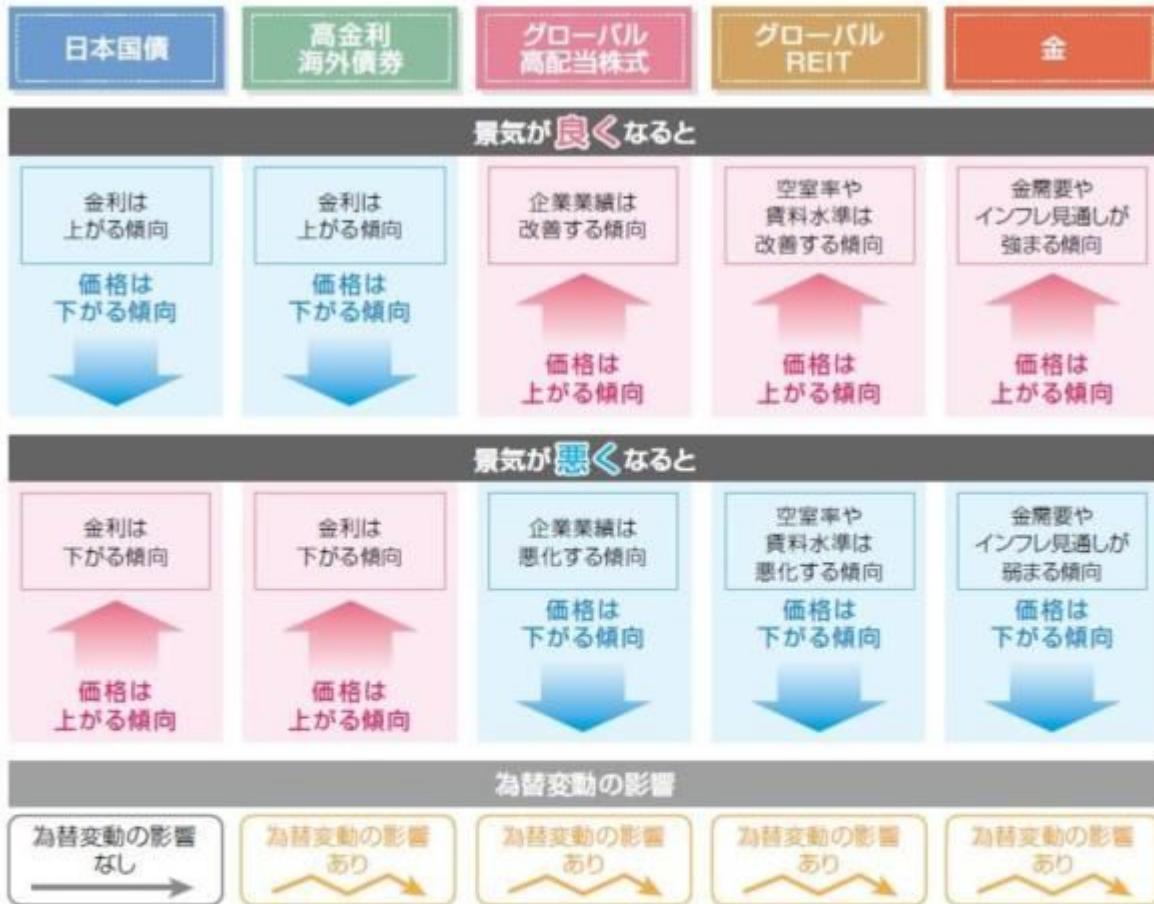 日本国債
高金利
海外債券
グローバル
高配当株式
グローバル
REIT
金
景気が良くなると
金利は
上がる傾向
価格は
下がる傾向
金利は
上がる傾向
価格は
下がる傾向
企業業績は
改善する傾向
価格は
上がる傾向
空室率や
賃料水準は
改善する傾向
価格は
上がる傾向
金需要や
インフレ見通しが
強まる傾向
価格は
上がる傾向
景気が悪くなると
金利は
下がる傾向
価格は
上がる傾向
金利は
下がる傾向
価格は
上がる傾向
企業業績は
悪化する傾向
価格は
下がる傾向
空室率や
賃料水準は
悪化する傾向
価格は
下がる傾向
金需要や
インフレ見通しが
弱まる傾向
価格は
下がる傾向
為替変動の影響
為替変動の影響
なし
為替変動の影響
あり
為替変動の影響
あり
為替変動の影響
あり
為替変動の影響
あり